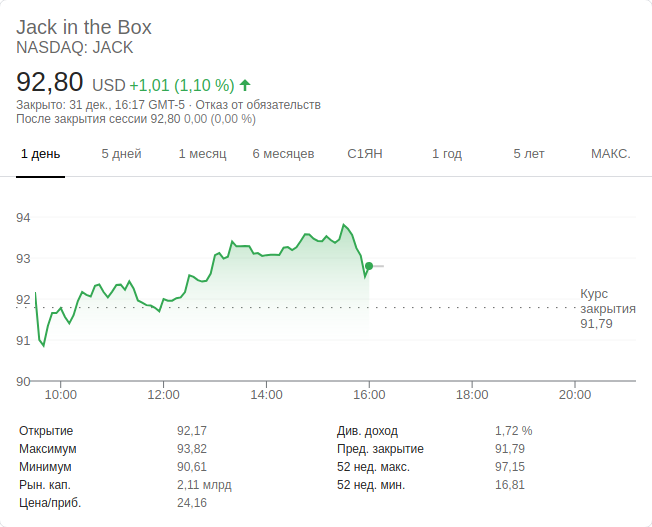 Jack in the Box
NASDAQ: JACK
92,80 USD +1,01 (1,10 %)
Закрыто: 31 дек., 16:17 GMT-5 · Отказ от обязательств
После закрытия сессии 92,80 0,00 (0,00 %)
1 день 5 дней 1 месяц 6 месяцев С1ЯН 1 год 5 лет МАКС.
94
93
92
91
90
Курс
закрытия
91,79
10:00 12:00 14:00 16:00 18:00 20:00
Открытие 92,17 Див. доход 1,72 %
Максимум 93,82 Пред. закрытие 91,79
Минимум 90,61 52 нед. макс. 97,15
Рын. кап. 2,11 млрд 52 нед. мин. 16,81
Цена/приб. 24,16